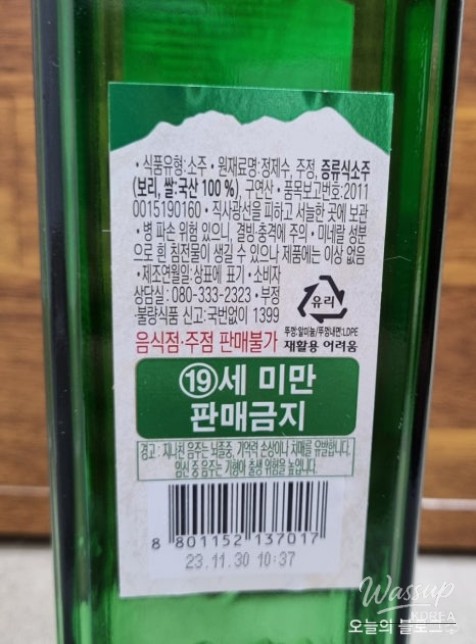 • 식품유형:소주 • 원재료명:정제수, 주정, 증류식소주
(보리, 쌀:국산 100 %), 구연산 • 품목보고번호:2011
0015190160 • 직사광선을 피하고 서늘한 곳에 보관
• 병 파손 위험 있으니, 결빙·충격에 주의 • 미네랄 성분
으로 흰 침전물이 생길 수 있으나 제품에는 이상 없음
• 제조연월일:상표에 표기 • 소비자
상담실 : 080-333-2323 • 부정
·불량식품 신고:국번없이 1399
음식점·주점 판매불가
유리
뚜껑:알미늄/뚜껑내면:LDPE
재활용 어려움
⑲세 미만
판매금지
경고 : 지나친 음주는 뇌졸중, 기억력 손상이나 치매를 유발합니다.
임신 중 음주는 기형아 출생 위험을 높입니다.
8 801152 137017
23.11.30 10:37
Wassup
KOREA
오늘의 블로그